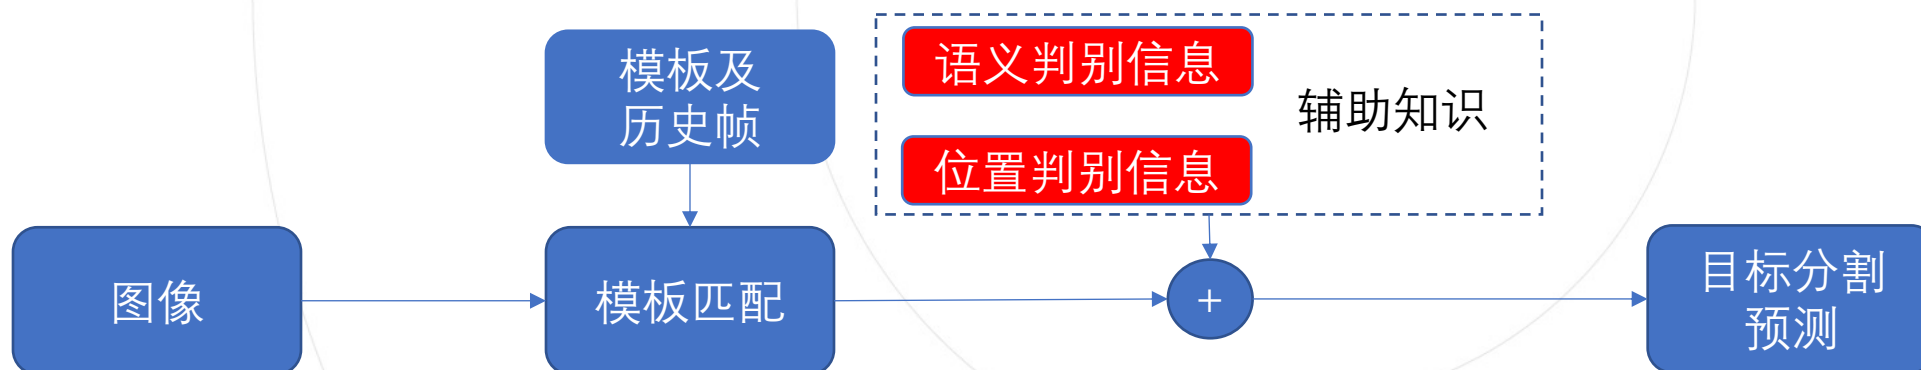 模板及
历史帧
语义判别信息
辅助知识
位置判别信息
图像
模板匹配
+
目标分割
预测